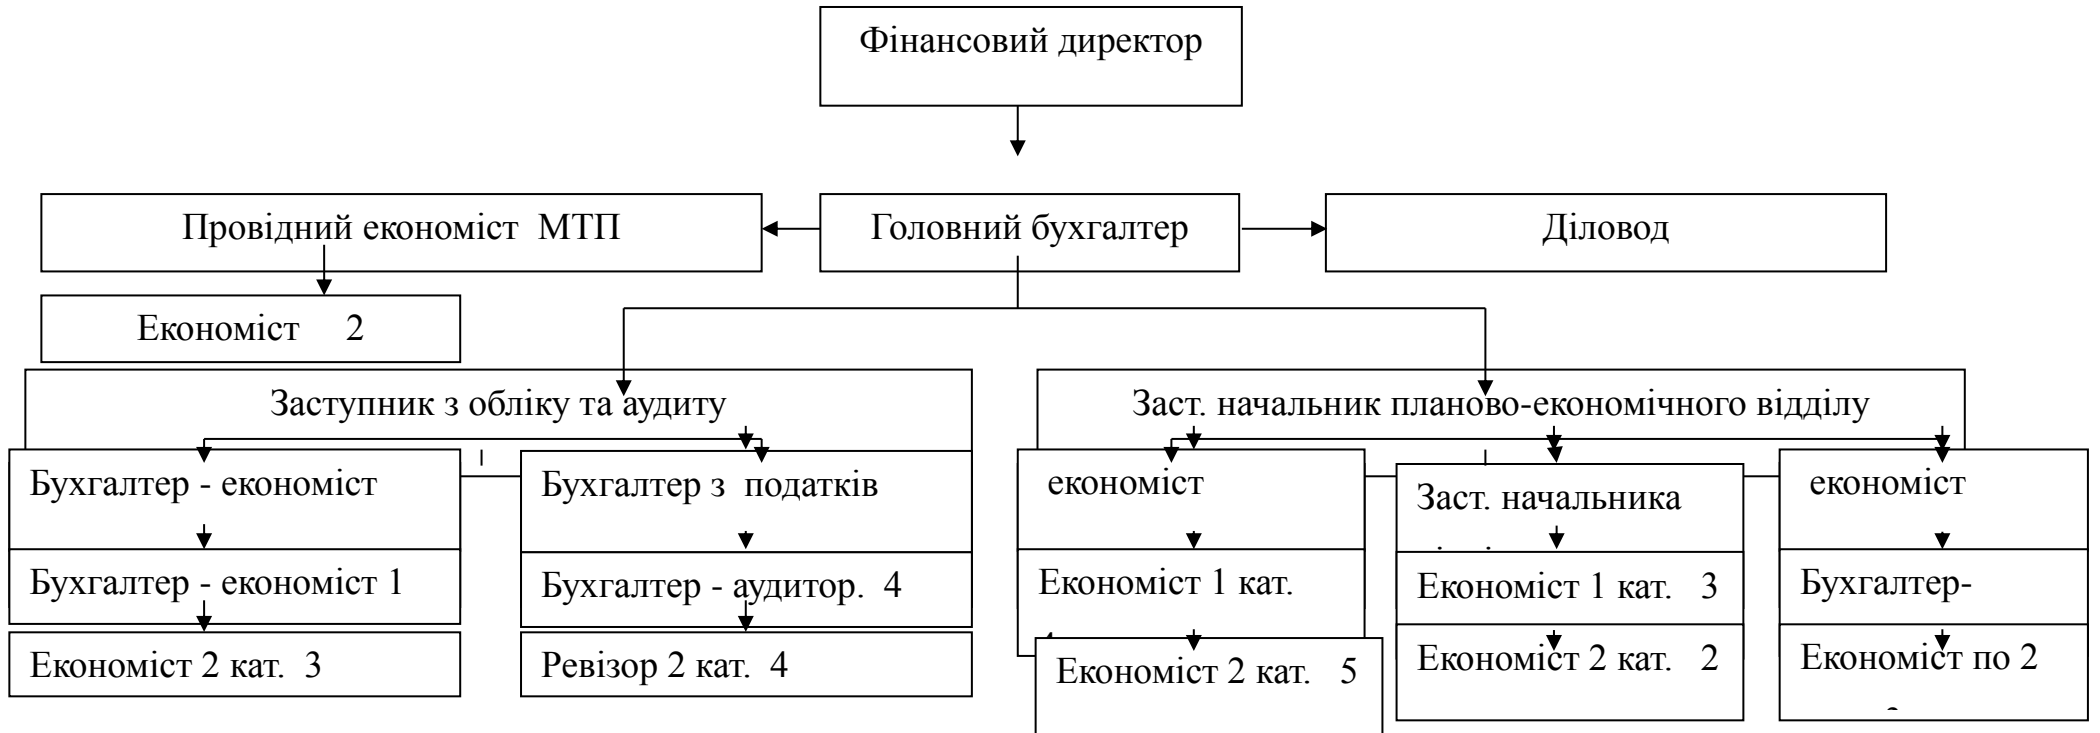 Фінансовий директор
Провідний економіст МТП
Головний бухгалтер
Діловод
Економіст 2
Заступник з обліку та аудиту
Заст. начальник планово-економічного відділу
Бухгалтер - економіст
Бухгалтер з податків
економіст
Заст. начальника
економіст
Бухгалтер - економіст 1
Бухгалтер - аудитор. 4
Економіст 1 кат.
Економіст 1 кат. 3
Бухгалтер-
Економіст 2 кат. 3
Ревізор 2 кат. 4
Економіст 2 кат. 5
Економіст 2 кат. 2
Економіст по 2